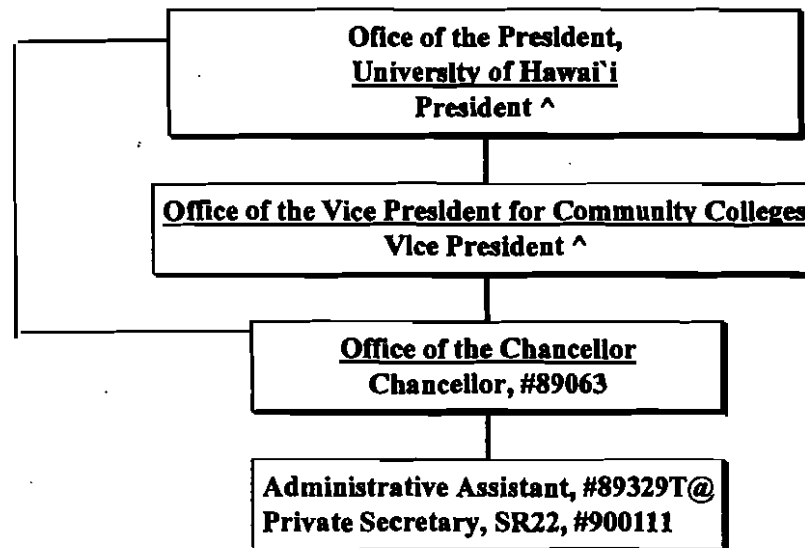 Ofice of the President,
University of Hawai`i
President ^
Office of the Vice President for Community Colleges
Vice President ^
Office of the Chancellor
Chancellor, #89063
Administrative Assistant, #89329T@
Private Secretary, SR22, #900111